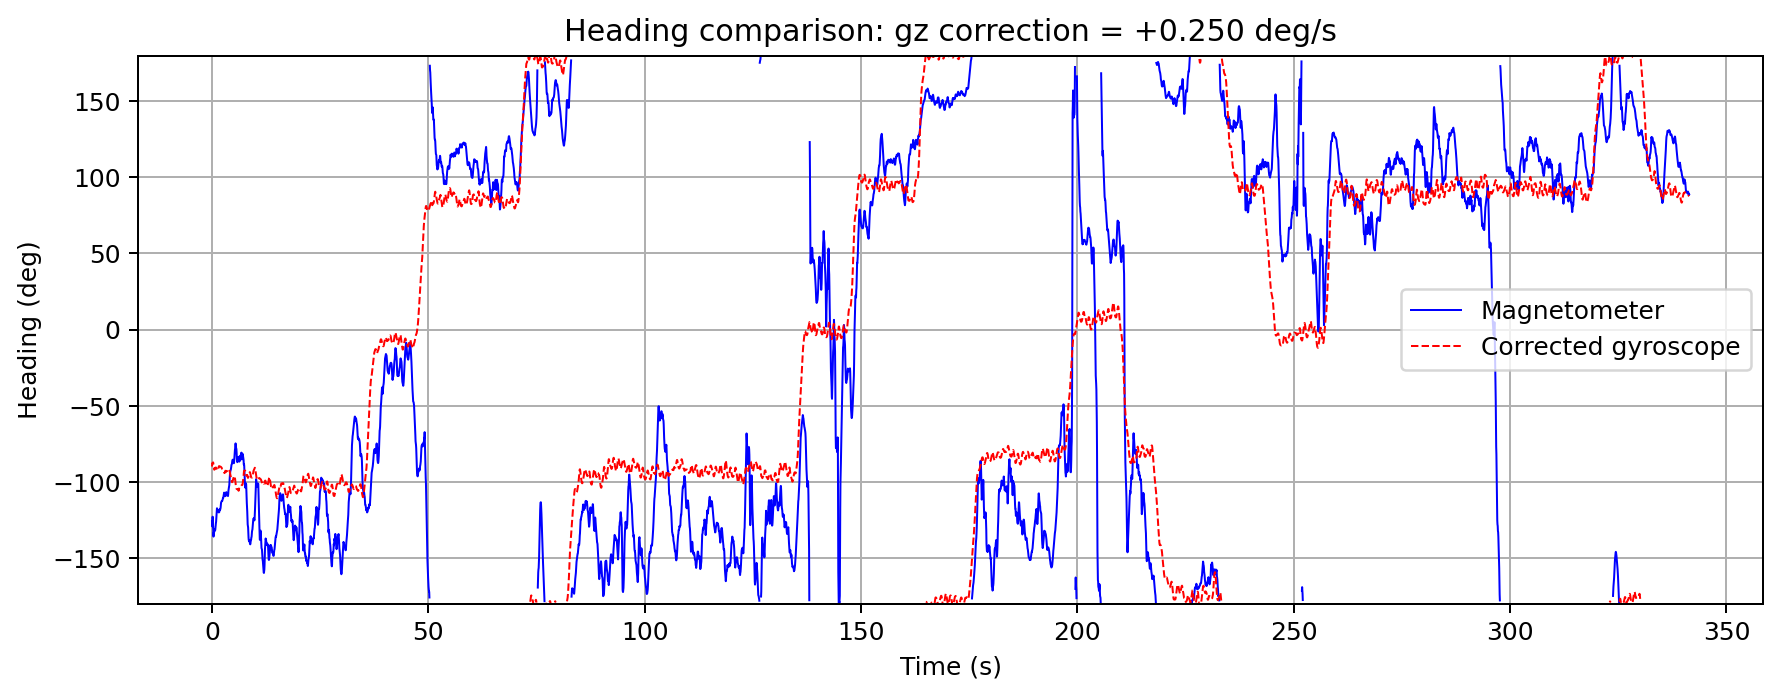 Heading comparison: gz correction = +0.250 deg/s
Heading (deg)
150
100
50
0
−50
−100
−150
Magnetometer
Corrected gyroscope
0 50 100 150 200 250 300 350
Time (s)